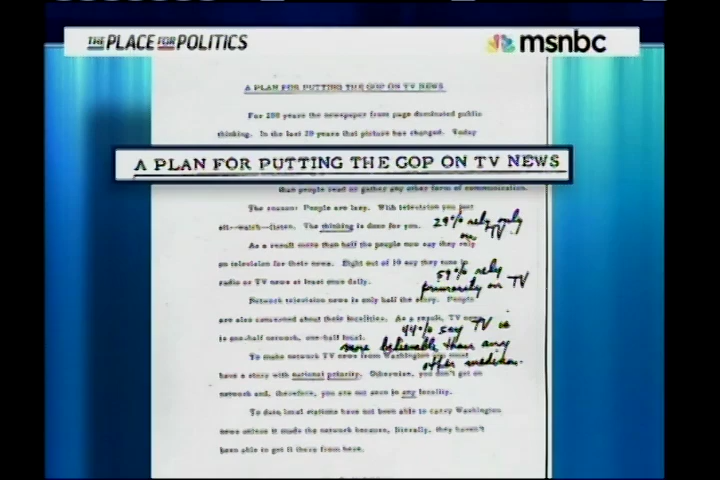 THE PLACE FOR POLITICS
msnbc
A PLAN FOR PUTTING THE GOP ON TV NEWS
For 200 years the newspaper front page dominated public
thinking. In the last 20 years that picture has changed. Today
A PLAN FOR PUTTING THE GOP ON TV NEWS
than people read or gather any other form of communication.
The reason: People are lazy. With television you just
sit--watch--listen. The thinking is done for you.
29% rely only
on TV.
As a result more than half the people now say they rely
on television for their news. Eight out of 10 say they tune in
radio or TV news at least once daily.
59% rely
primarily on TV
Network television news is only half the story. People
are also concerned about their localities. As a result, TV news
is one-half network, one-half local.
44% say TV is
more believable than any
other medium.
To make network TV news from Washington you must
have a story with national priority. Otherwise, you don't get on
network and, therefore, you are not seen in any locality.
To date local stations have not been able to carry Washington
news unless it made the network because, literally, they haven't
been able to get it there from here.